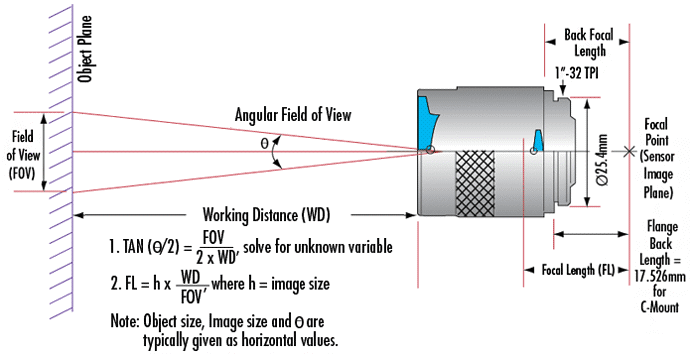 Object Plane
Back Focal
Length
1"-32 TPI
Angular Field of View
θ
Field
of View
(FOV)
Ø25.4mm
Focal
Point
(Sensor
Image
Plane)
Working Distance (WD)
1. TAN (θ/2) = FOV / 2 x WD, solve for unknown variable
2. FL = h x WD / FOV, where h = image size
Note: Object size, Image size and θ are
typically given as horizontal values.
Focal Length (FL)
Flange
Back
Length =
17.526mm
for
C-Mount